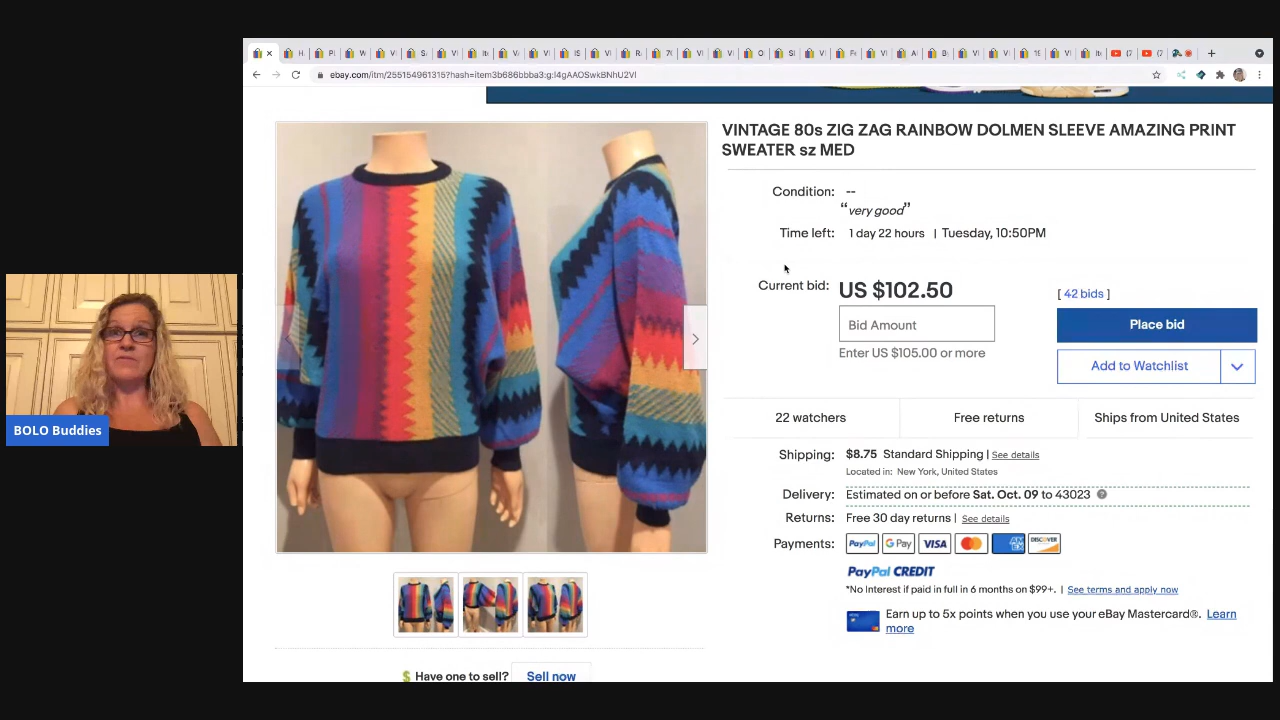 ebay.com/itm/255154961315?hash=item3b686bbba3:g:l4gAAOSwkBNhU2Vl
VINTAGE 80s ZIG ZAG RAINBOW DOLMEN SLEEVE AMAZING PRINT
SWEATER sz MED
Condition: --
“very good”
Time left: 1 day 22 hours | Tuesday, 10:50PM
Current bid: US $102.50 [ 42 bids ]
Bid Amount
Place bid
Enter US $105.00 or more
Add to Watchlist
22 watchers
Free returns
Ships from United States
Shipping: $8.75 Standard Shipping | See details
Located in: New York, United States
Delivery: Estimated on or before Sat. Oct. 09 to 43023
Returns: Free 30 day returns | See details
Payments: PayPal G Pay VISA AMEX DISCOVER
PayPal CREDIT
*No Interest if paid in full in 6 months on $99+. | See terms and apply now
Earn up to 5x points when you use your eBay Mastercard®. Learn
more
Have one to sell? Sell now
BOLO Buddies